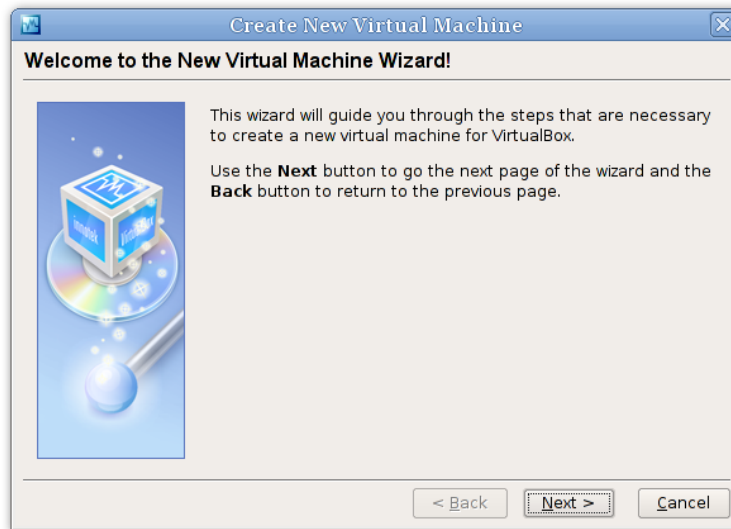 Create New Virtual Machine
Welcome to the New Virtual Machine Wizard!
This wizard will guide you through the steps that are necessary
to create a new virtual machine for VirtualBox.
Use the Next button to go the next page of the wizard and the
Back button to return to the previous page.
innotek
VirtualBox
< Back
Next >
Cancel